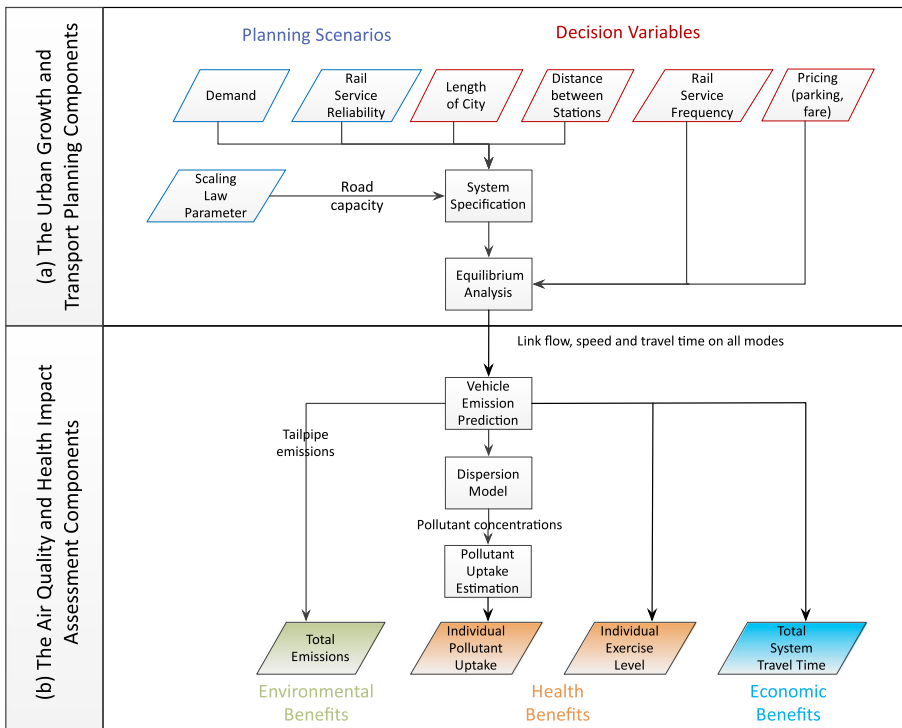 (a) The Urban Growth and
Transport Planning Components
Planning Scenarios
Decision Variables
Demand
Rail
Service
Reliability
Length
of City
Distance
between
Stations
Rail
Service
Frequency
Pricing
(parking,
fare)
Scaling
Law
Parameter
Road
capacity
System
Specification
Equilibrium
Analysis
(b) The Air Quality and Health Impact
Assessment Components
Link flow, speed and travel time on all modes
Vehicle
Emission
Prediction
Tailpipe
emissions
Dispersion
Model
Pollutant concentrations
Pollutant
Uptake
Estimation
Total
Emissions
Individual
Pollutant
Uptake
Individual
Exercise
Level
Total
System
Travel Time
Environmental
Benefits
Health
Benefits
Economic
Benefits